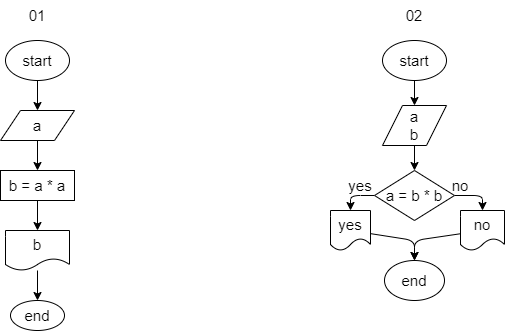 01
start
a
b = a * a
b
end
02
start
a
b
a = b * b
yes
no
yes
no
end